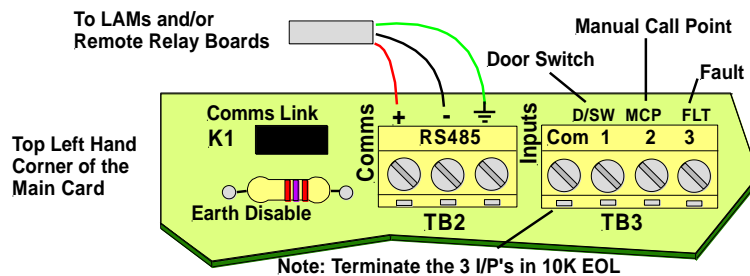 To LAMs and/or
Remote Relay Boards
Manual Call Point
Door Switch
Fault
Comms Link
K1
Comms
+ -
RS485
Inputs
D/SW MCP FLT
Com 1 2 3
Top Left Hand
Corner of the
Main Card
Earth Disable
TB2
TB3
Note: Terminate the 3 I/P's in 10K EOL